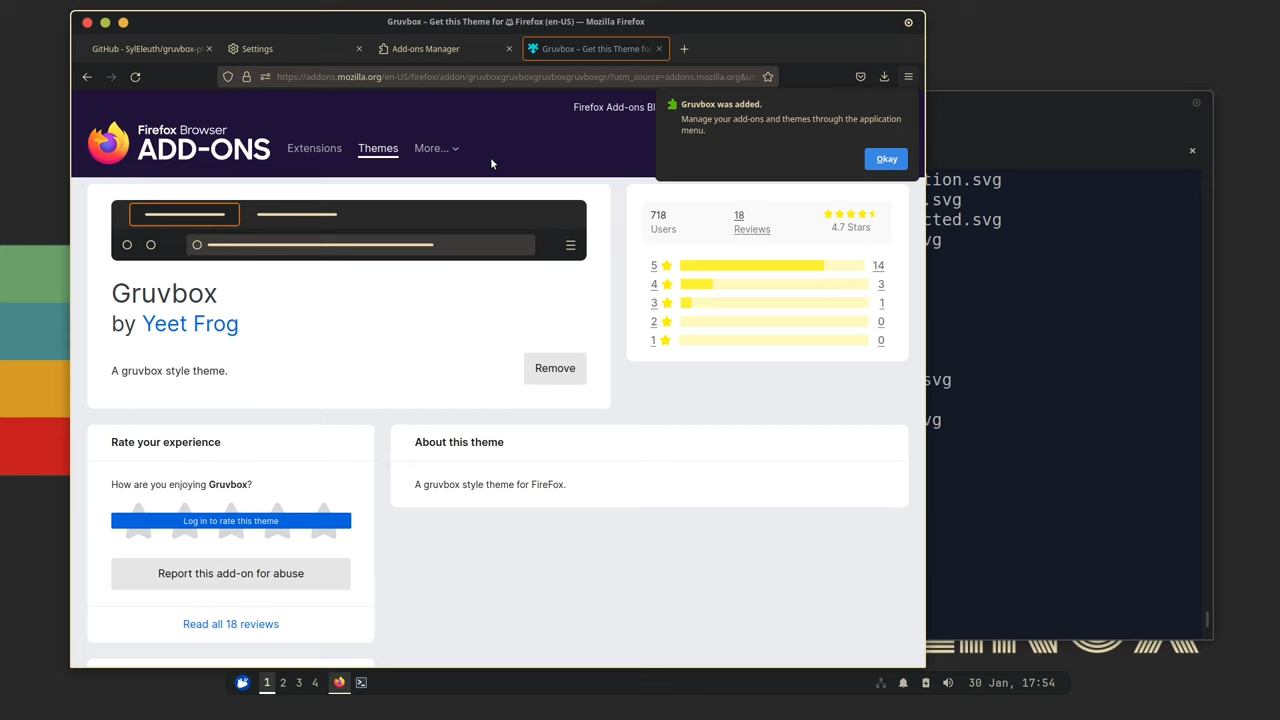 Gruvbox – Get this Theme for 🦊 Firefox (en-US) — Mozilla Firefox
GitHub - SylEleuth/gruvbox-pl
Settings
Add-ons Manager
Gruvbox – Get this Theme for
https://addons.mozilla.org/en-US/firefox/addon/gruvboxgruvboxgruvboxgruvboxgr/?utm_source=addons.mozilla.org&u
Firefox Add-ons Bl
Gruvbox was added.
Manage your add-ons and themes through the application
menu.
Okay
Firefox Browser
ADD-ONS
Extensions
Themes
More...
tion.svg
.svg
cted.svg
vg
svg
vg
718
Users
18
Reviews
4.7 Stars
5
14
4
3
3
1
2
0
1
0
Gruvbox
by Yeet Frog
A gruvbox style theme.
Remove
Rate your experience
How are you enjoying Gruvbox?
Log in to rate this theme
Report this add-on for abuse
Read all 18 reviews
About this theme
A gruvbox style theme for FireFox.
1
2
3
4
30 Jan, 17:54